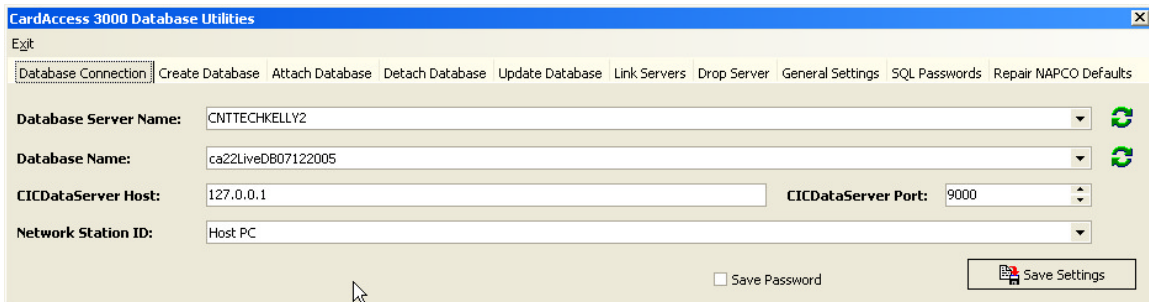 CardAccess 3000 Database Utilities
Exit
Database Connection Create Database Attach Database Detach Database Update Database Link Servers Drop Server General Settings SQL Passwords Repair NAPCO Defaults
Database Server Name: CNTTECHKELLY2
Database Name: ca22LiveDB07122005
CICDataServer Host: 127.0.0.1 CICDataServer Port: 9000
Network Station ID: Host PC
Save Password Save Settings